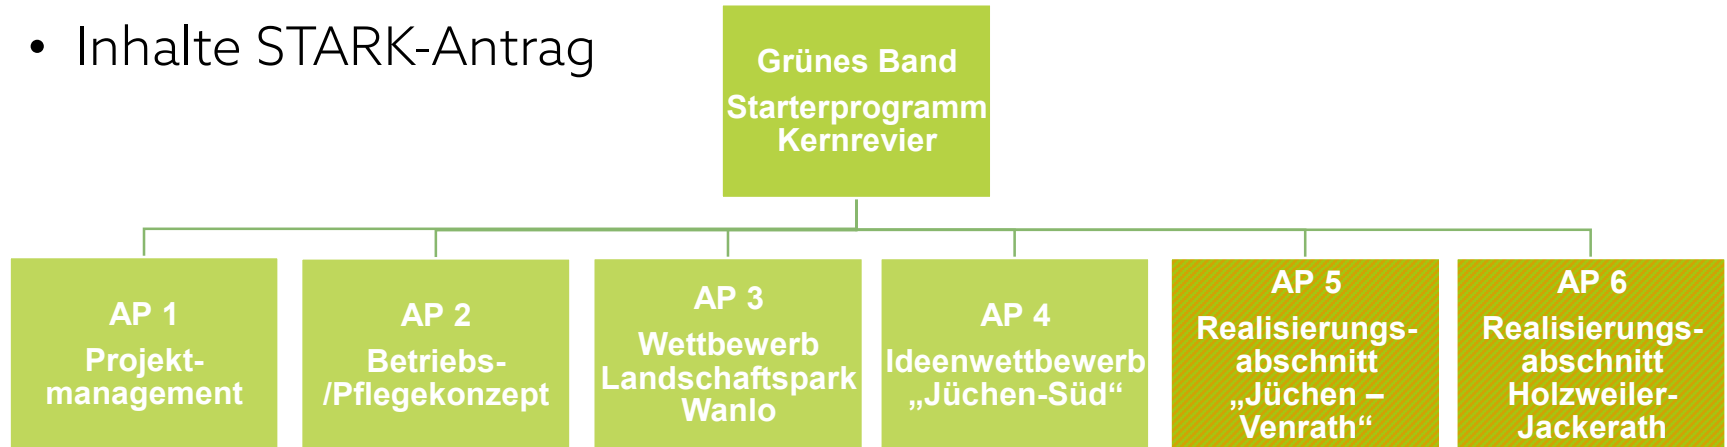 • Inhalte STARK-Antrag
Grünes Band
Starterprogramm
Kernrevier
AP 1
Projekt-
management
AP 2
Betriebs-
/Pflegekonzept
AP 3
Wettbewerb
Landschaftspark
Wanlo
AP 4
Ideenwettbewerb
„Jüchen-Süd“
AP 5
Realisierungs-
abschnitt
„Jüchen –
Venrath“
AP 6
Realisierungs-
abschnitt
Holzweiler-
Jackerath